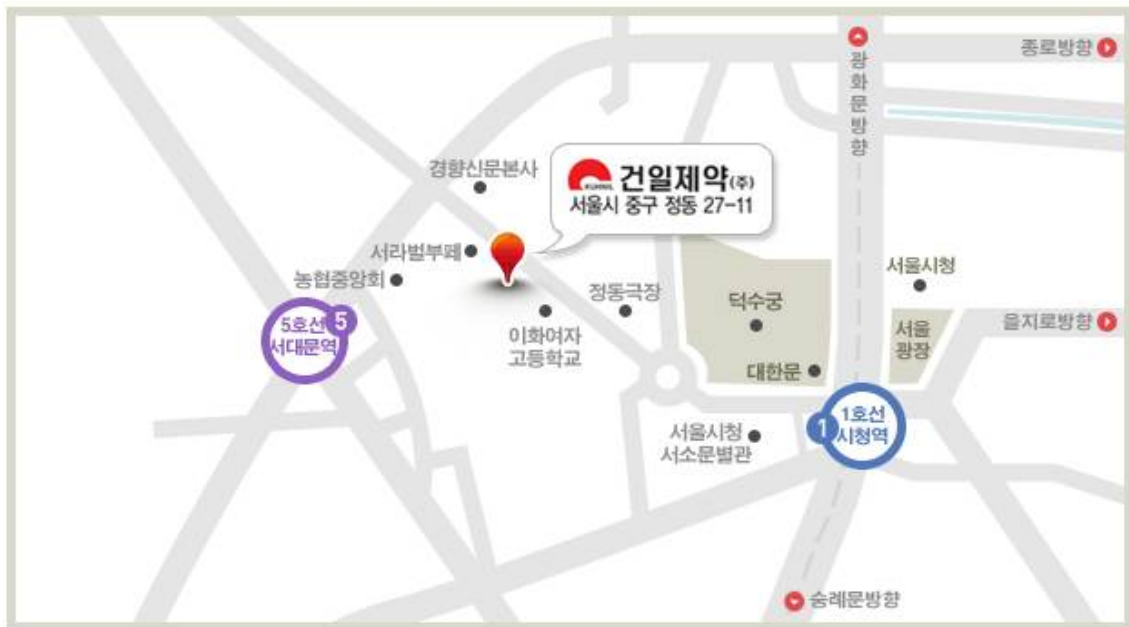 종로방향
광화문방향
경향신문본사
건일제약(주)
서울시 중구 정동 27-11
서라벌부페
농협중앙회
5호선 5
서대문역
이화여자
고등학교
정동극장
덕수궁
대한문
서울시청
서울
광장
을지로방향
1호선
1 시청역
서울시청
서소문별관
숭례문방향